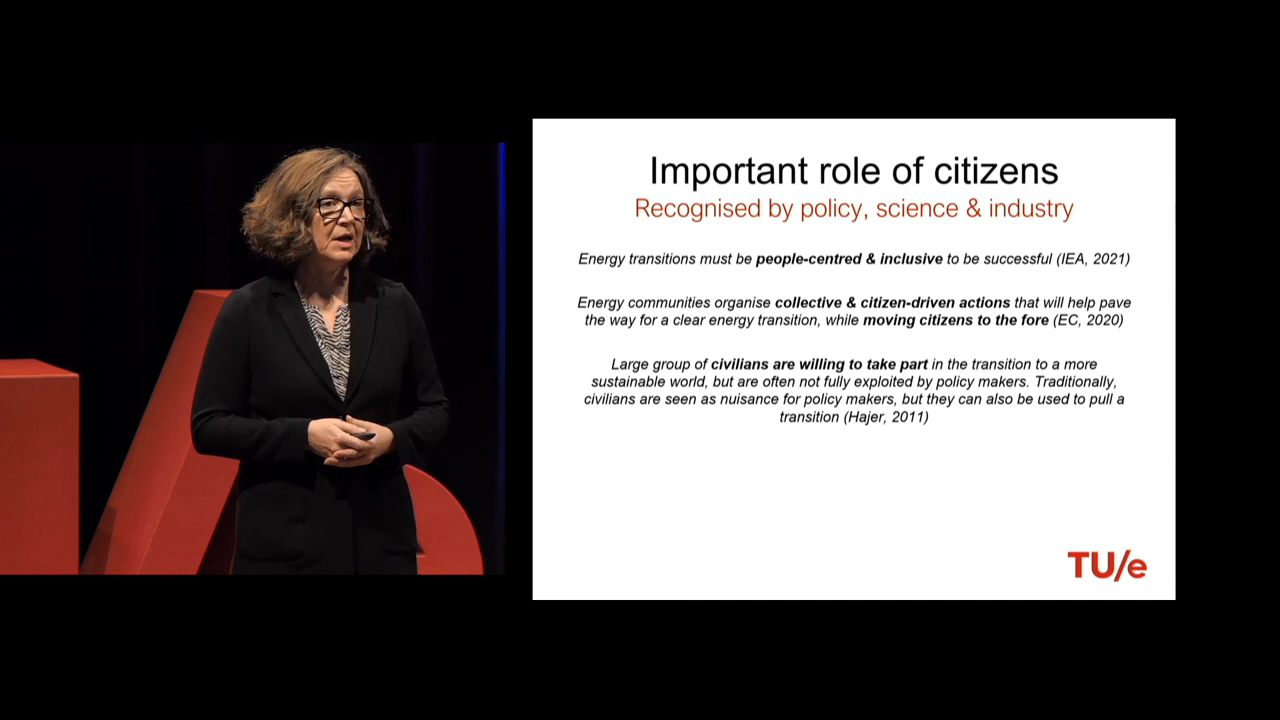 Important role of citizens
Recognised by policy, science & industry
Energy transitions must be people-centred & inclusive to be successful (IEA, 2021)
Energy communities organise collective & citizen-driven actions that will help pave
the way for a clear energy transition, while moving citizens to the fore (EC, 2020)
Large group of civilians are willing to take part in the transition to a more
sustainable world, but are often not fully exploited by policy makers. Traditionally,
civilians are seen as nuisance for policy makers, but they can also be used to pull a
transition (Hajer, 2011)
TU/e